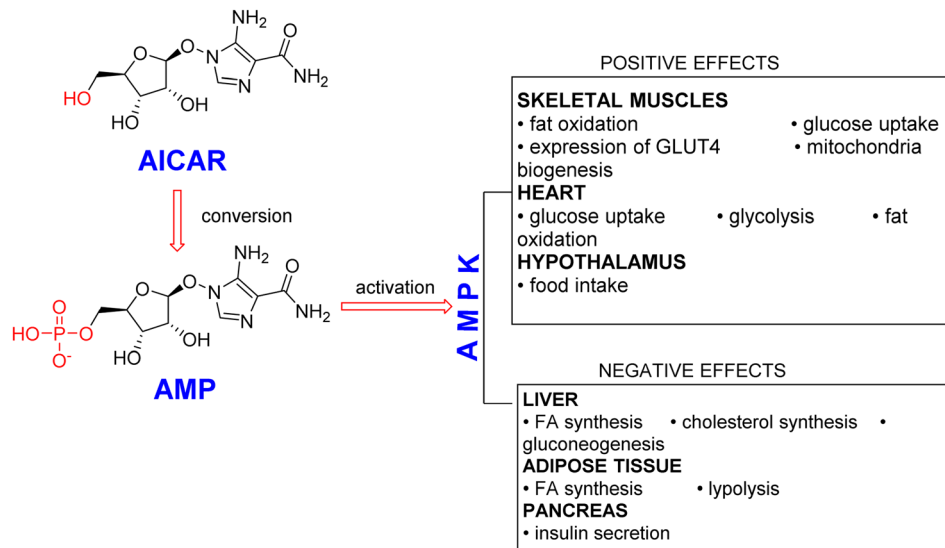 NH2
O
O
O
N
NH2
HO
N
OH
HO
AICAR
conversion
NH2
O
O
O
O
N
NH2
HO P O
N
OH
O-
HO
AMP
activation
AMPK
POSITIVE EFFECTS
SKELETAL MUSCLES
• fat oxidation • glucose uptake
• expression of GLUT4 • mitochondria
biogenesis
HEART
• glucose uptake • glycolysis • fat
oxidation
HYPOTHALAMUS
• food intake
NEGATIVE EFFECTS
LIVER
• FA synthesis • cholesterol synthesis •
gluconeogenesis
ADIPOSE TISSUE
• FA synthesis • lypolysis
PANCREAS
• insulin secretion